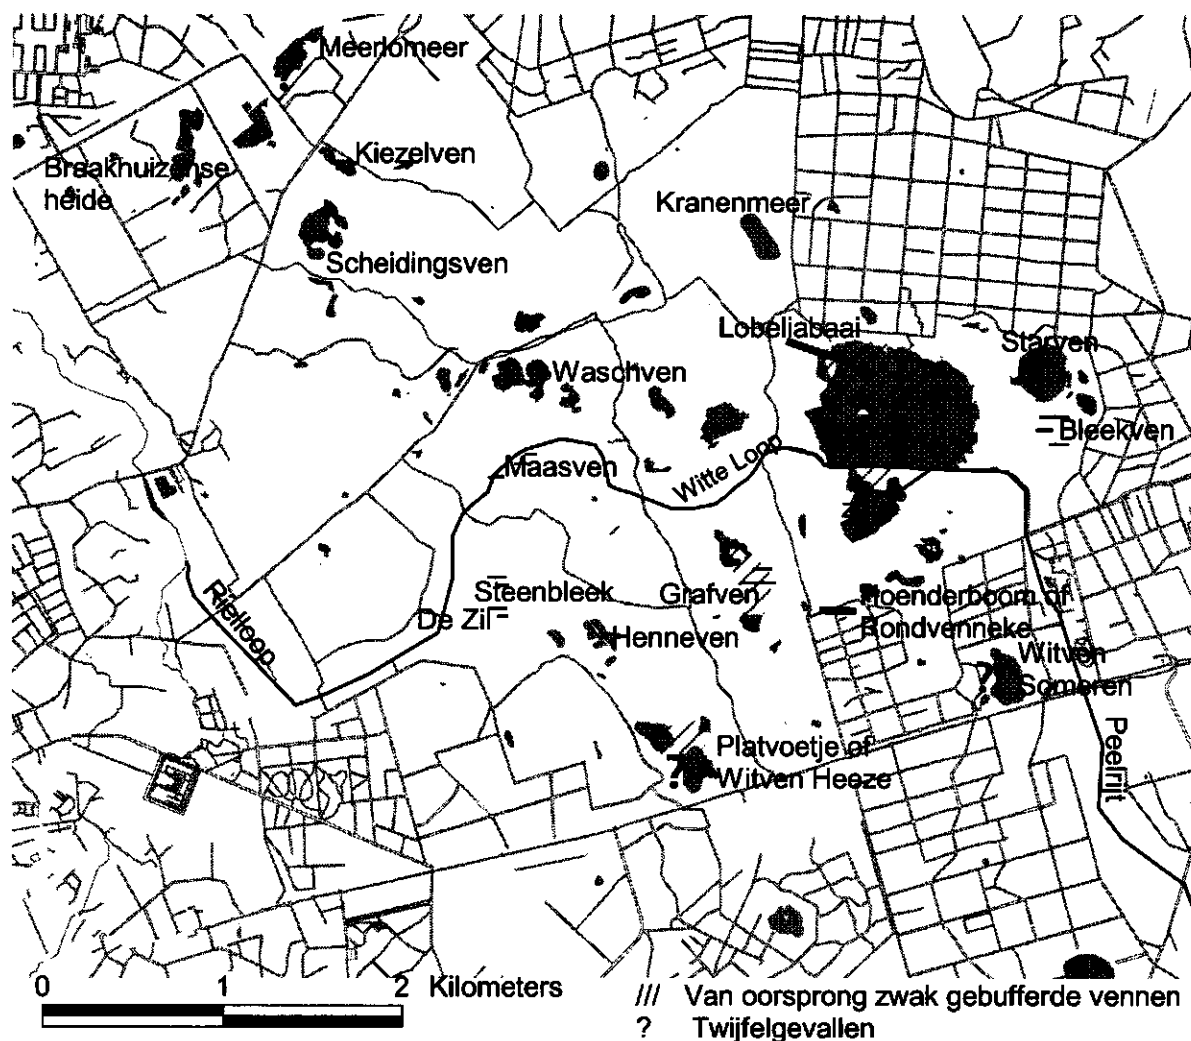 Meerlomeer
Kiezelven
Braakhuizense
heide
Kranenmeer
Scheidingsven
Lobeliabaai
Starven
Waschven
Bleekven
Maasven
Witte Loop
Steenbleek
Grafven
Hoenderboom of
Rondvenneke
De Zil
Henneven
Rielloop
Witven
Someren
Platvoetje of
Witven Heeze
Peelrijt
0 1 2 Kilometers
/// Van oorsprong zwak gebufferde vennen
? Twijfelgevallen